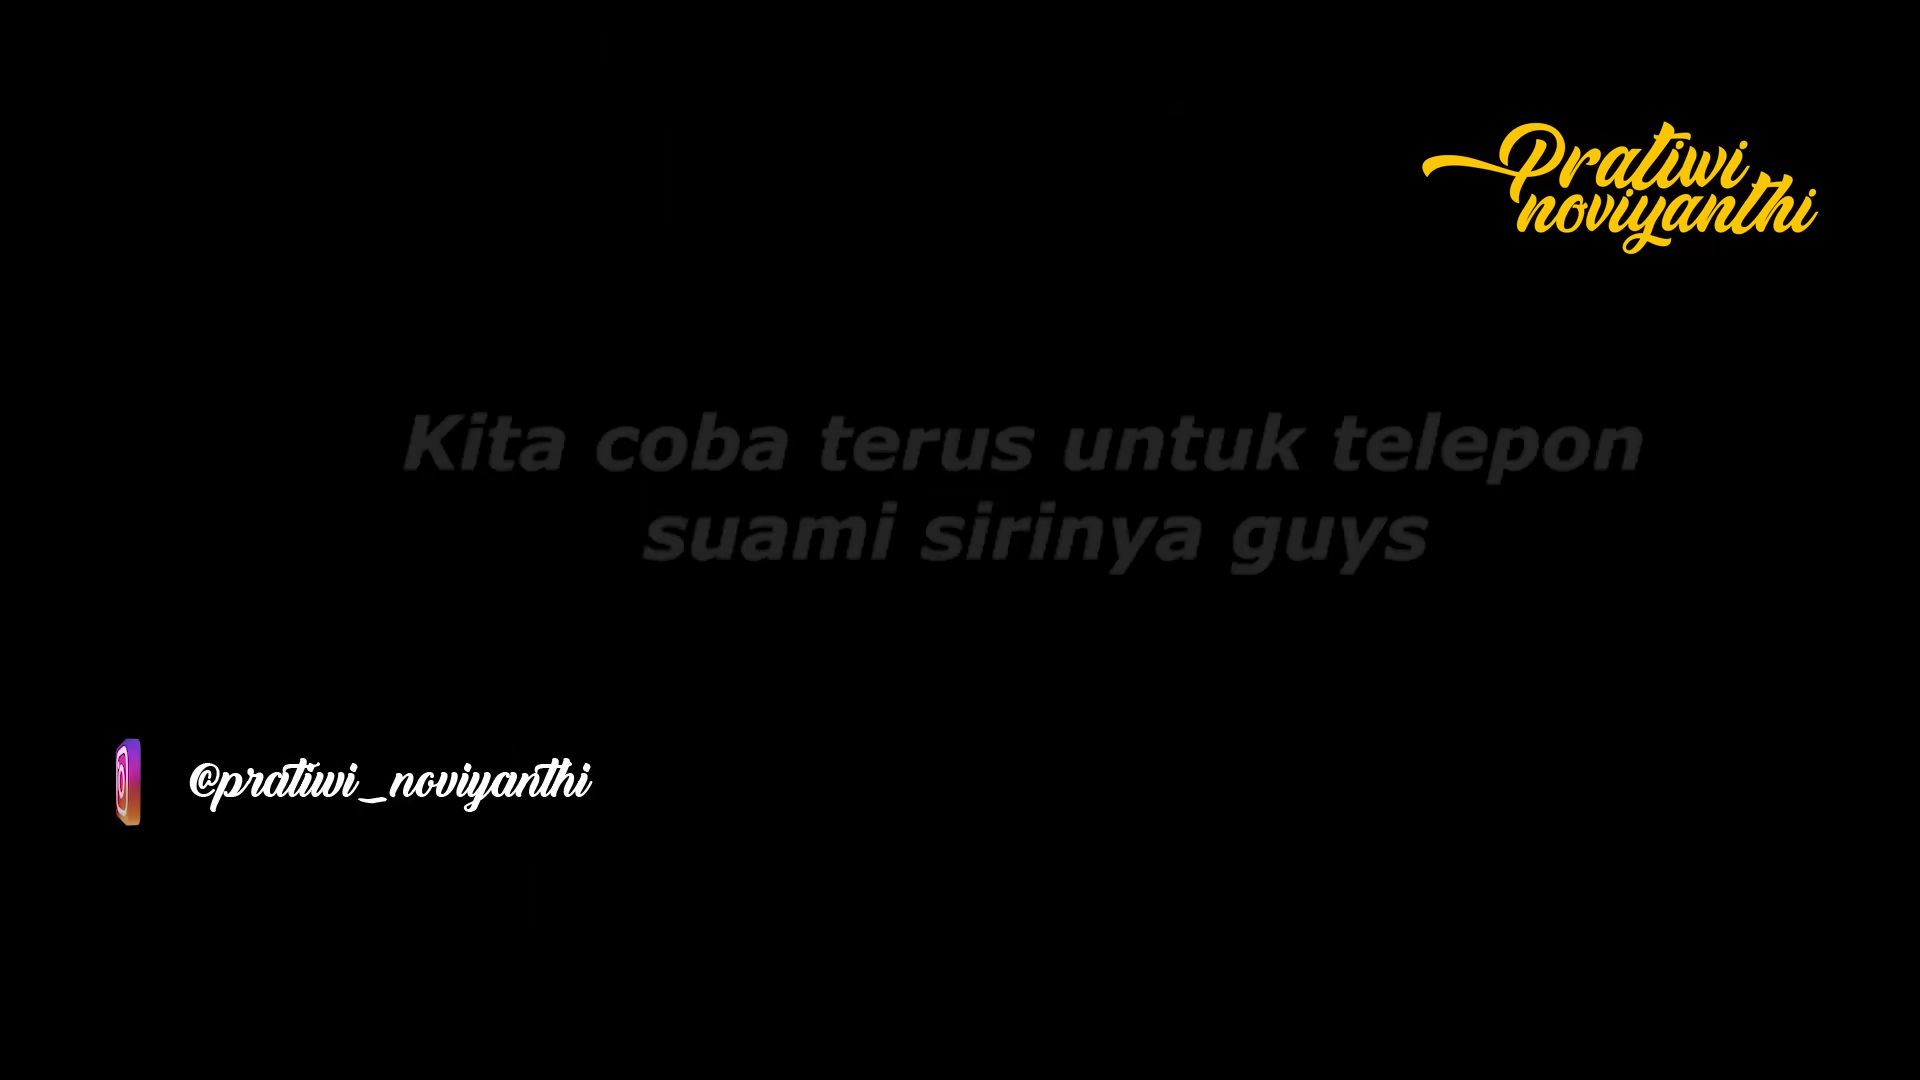 Pratiwi
noviyanthi
Kita coba terus untuk telepon
suami sirinya guys
@pratiwi_noviyanthi